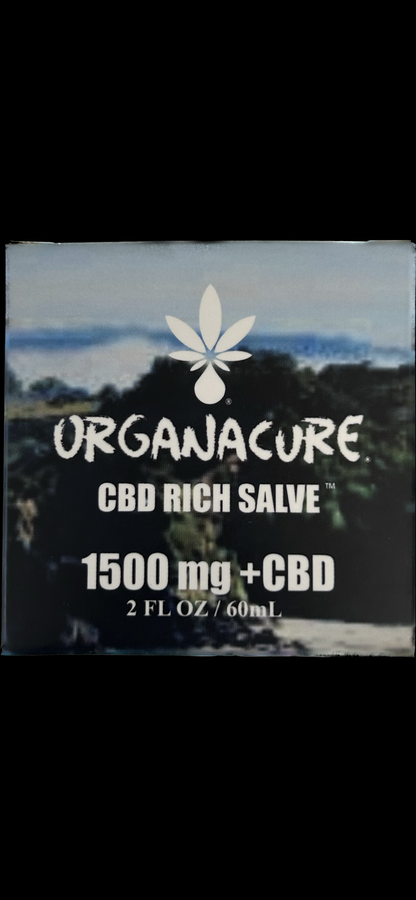 ®
ORGANACURE.
CBD RICH SALVE™
1500 mg +CBD
2 FL OZ / 60mL